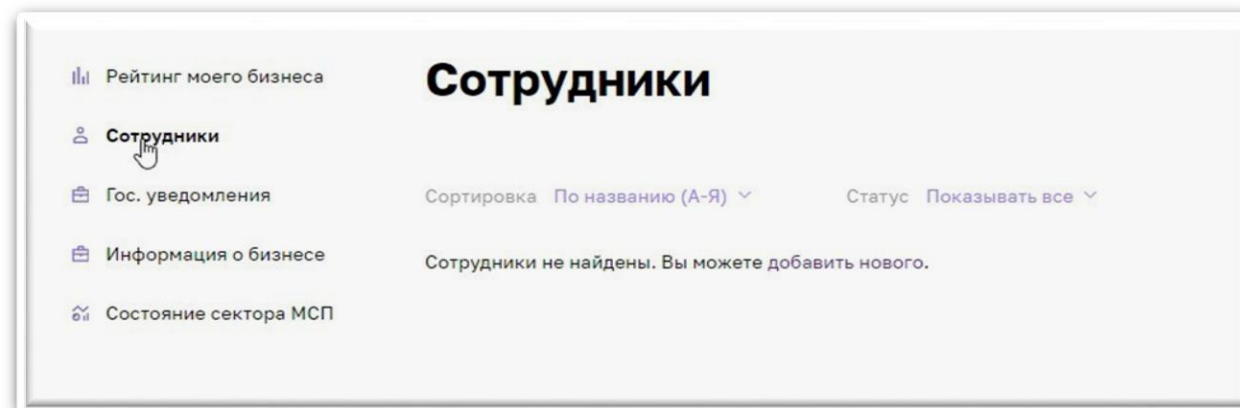 Рейтинг моего бизнеса
Сотрудники
Гос. уведомления
Информация о бизнесе
Состояние сектора МСП
Сотрудники
Сортировка По названию (А-Я) Статус Показывать все
Сотрудники не найдены. Вы можете добавить нового.